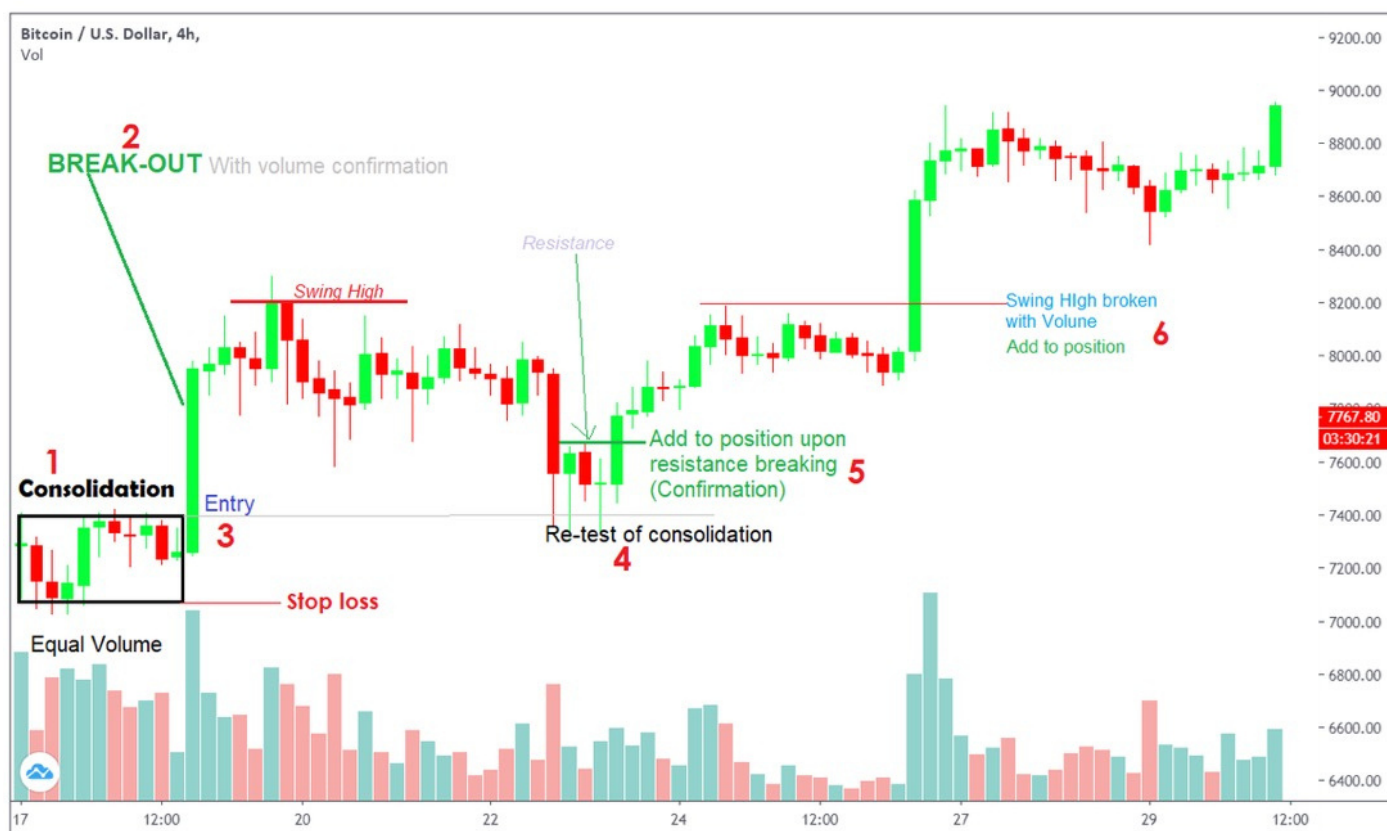 Bitcoin / U.S. Dollar, 4h,
Vol
2
BREAK-OUT With volume confirmation
Resistance
Swing High
Swing HIgh broken
with Volune
Add to position
6
1
Consolidation
Entry
3
Add to position upon
resistance breaking
(Confirmation)
5
Re-test of consolidation
4
Stop loss
Equal Volume
9200.00
9000.00
8800.00
8600.00
8400.00
8200.00
8000.00
7767.80
03:30:21
7600.00
7400.00
7200.00
7000.00
6800.00
6600.00
6400.00
17 12:00 20 22 24 12:00 27 29 12:00